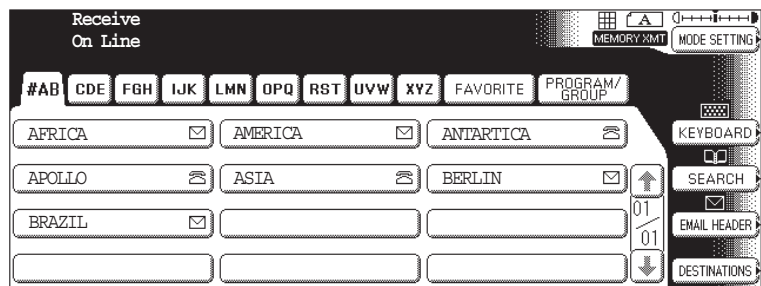 Receive
On Line
A
MEMORY XMT
MODE SETTING
#AB CDE FGH IJK LMN OPQ RST UVW XYZ FAVORITE PROGRAM/
GROUP
AFRICA AMERICA ANTARTICA
KEYBOARD
APOLLO ASIA BERLIN
SEARCH
BRAZIL
01
01
EMAIL HEADER
DESTINATIONS